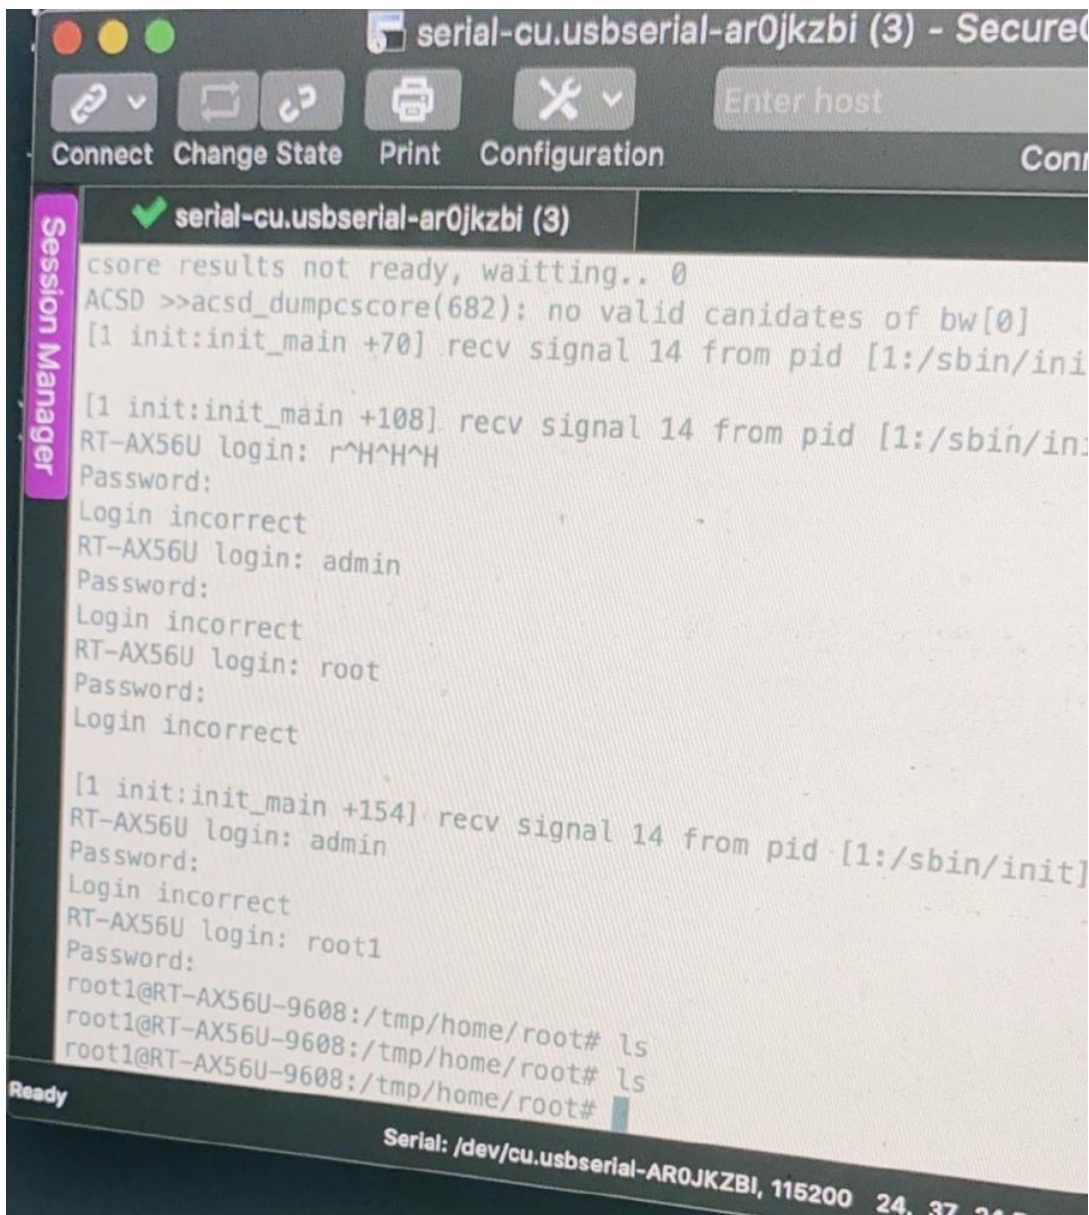 serial-cu.usbserial-ar0jkzbi (3) - Secure
Enter host
Connect Change State Print Configuration
serial-cu.usbserial-ar0jkzbi (3)
Session Manager
csore results not ready, waitting.. 0
ACSD >>acsd_dumpcscore(682): no valid canidates of bw[0]
[1 init:init_main +70] recv signal 14 from pid [1:/sbin/ini
[1 init:init_main +108] recv signal 14 from pid [1:/sbin/ini
RT-AX56U login: r^H^H^H
Password:
Login incorrect
RT-AX56U login: admin
Password:
Login incorrect
RT-AX56U login: root
Password:
Login incorrect
[1 init:init_main +154] recv signal 14 from pid [1:/sbin/init]
RT-AX56U login: admin
Password:
Login incorrect
RT-AX56U login: root1
Password:
root1@RT-AX56U-9608:/tmp/home/root# ls
root1@RT-AX56U-9608:/tmp/home/root# ls
root1@RT-AX56U-9608:/tmp/home/root#
Ready
Serial: /dev/cu.usbserial-AR0JKZBI, 115200 24, 37